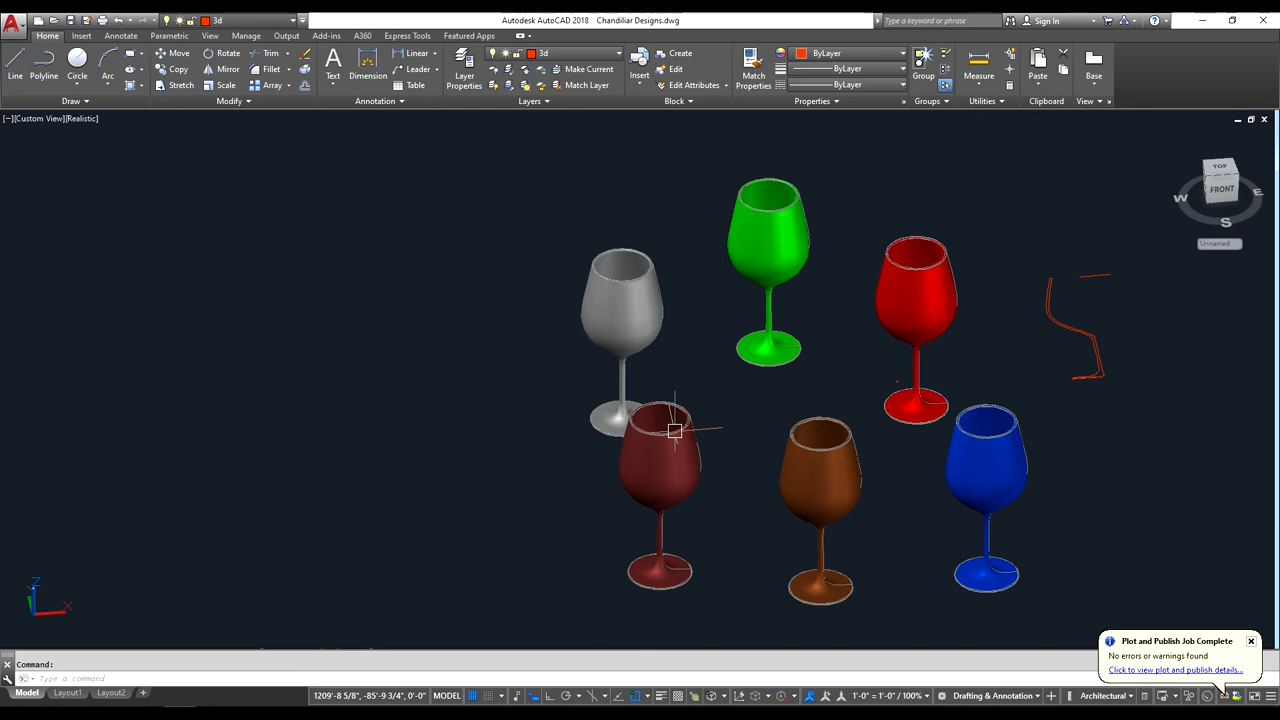 3d
Autodesk AutoCAD 2018 Chandiliar Designs.dwg
Type a keyword or phrase
Sign In
Home Insert Annotate Parametric View Manage Output Add-ins A360 Express Tools Featured Apps
Line Polyline Circle Arc
Move Rotate Trim
Copy Mirror Fillet
Stretch Scale Array
Text Dimension
Linear
Leader
Table
Layer Properties
3d
Make Current
Match Layer
Insert
Create
Edit
Edit Attributes
Match Properties
ByLayer
ByLayer
ByLayer
Group
Measure
Paste
Base
Draw Modify Annotation Layers Block Properties Groups Utilities Clipboard View
[−][Custom View][Realistic]
TOP
FRONT
W E
S
Unnamed
Z
X
Plot and Publish Job Complete
No errors or warnings found
Click to view plot and publish details...
Command:
Type a command
Model Layout1 Layout2 +
1209'-8 5/8", -85'-9 3/4", 0'-0" MODEL 1'-0" = 1'-0" / 100% Drafting & Annotation Architectural